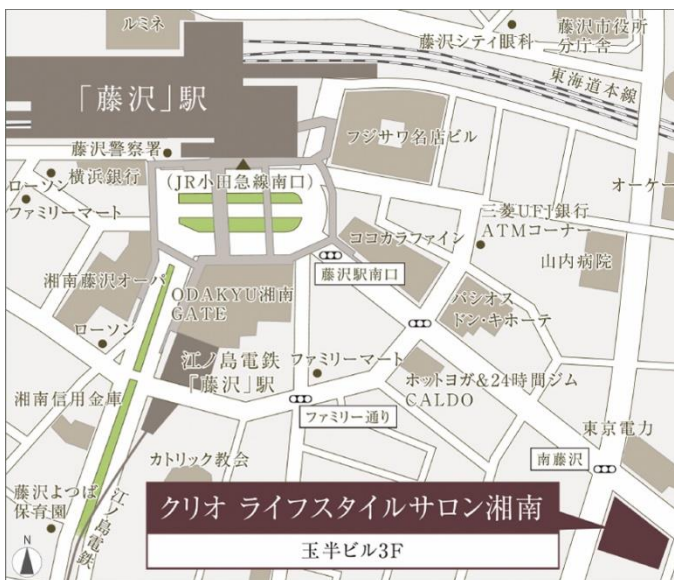 ルミネ
藤沢シティ眼科
藤沢市役所
分庁舎
東海道本線
「藤沢」駅
フジサワ名店ビル
藤沢警察署
横浜銀行
(JR小田急線南口)
ローソン
ファミリーマート
オーケー
三菱UFJ銀行
ATMコーナー
ココカラファイン
山内病院
藤沢駅南口
湘南藤沢オーパ
ODAKYU湘南
GATE
パシオス
ドン・キホーテ
ローソン
江ノ島電鉄
「藤沢」駅
ファミリーマート
ホットヨガ&24時間ジム
CALDO
湘南信用金庫
ファミリー通り
東京電力
カトリック教会
南藤沢
藤沢よつば
保育園
江ノ島電鉄
クリオ ライフスタイルサロン湘南
玉半ビル3F
N